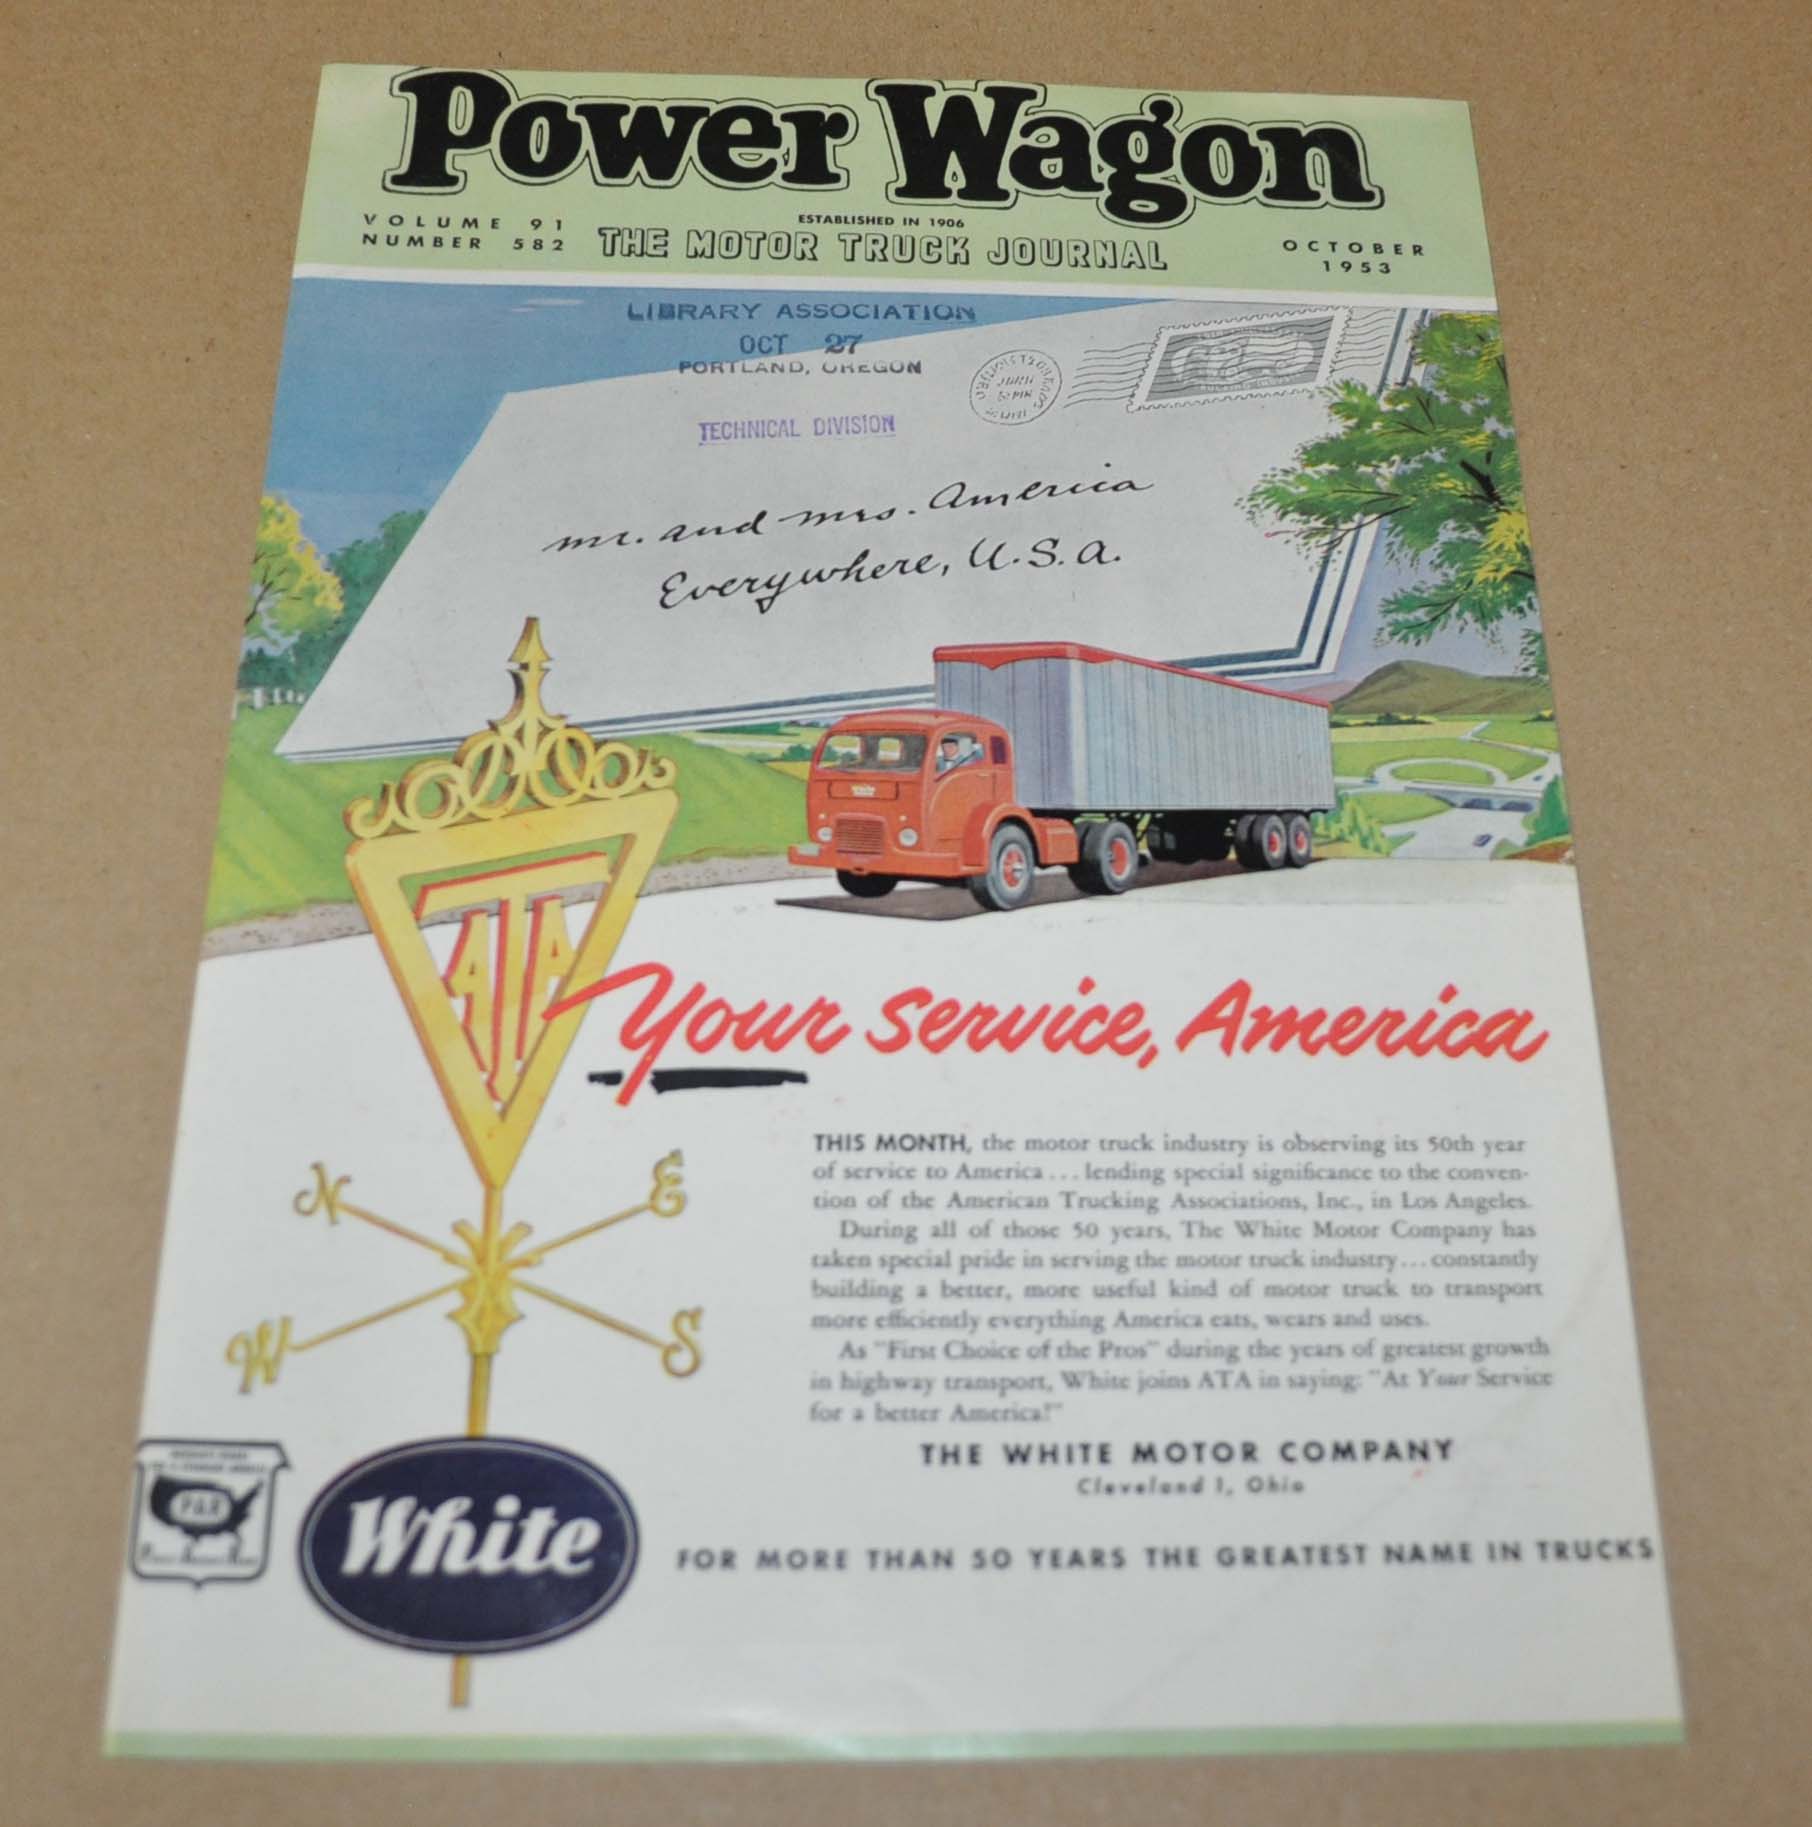 Power Wagon
VOLUME 91
NUMBER 582
ESTABLISHED IN 1906
THE MOTOR TRUCK JOURNAL
OCTOBER
1953
LIBRARY ASSOCIATION
OCT 27
PORTLAND, OREGON
TECHNICAL DIVISION
Mr. and Mrs. America
Everywhere, U.S.A.
ATA
Your Service, America
THIS MONTH, the motor truck industry is observing its 50th year
of service to America . . . lending special significance to the conven-
tion of the American Trucking Associations, Inc., in Los Angeles.
During all of those 50 years, The White Motor Company has
taken special pride in serving the motor truck industry . . . constantly
building a better, more useful kind of motor truck to transport
more efficiently everything America eats, wears and uses.
As "First Choice of the Pros" during the years of greatest growth
in highway transport, White joins ATA in saying: "At Your Service
for a better America!"
THE WHITE MOTOR COMPANY
Cleveland 1, Ohio
N
E
W
S
PAR
White
FOR MORE THAN 50 YEARS THE GREATEST NAME IN TRUCKS